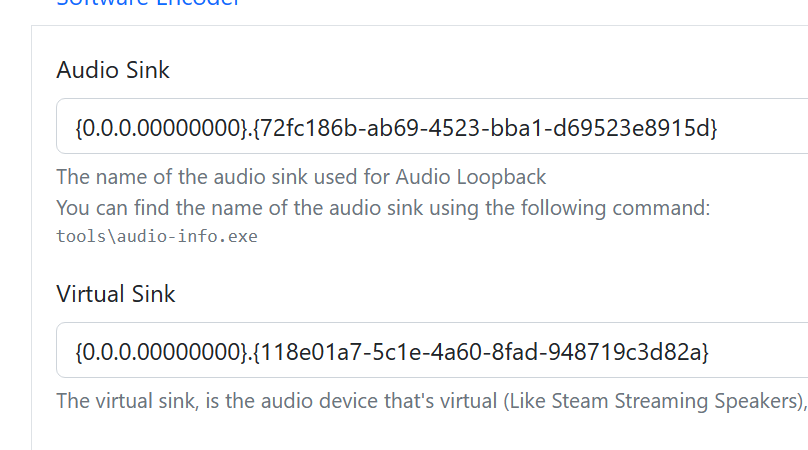 Software Encoder
Audio Sink
{0.0.0.00000000}.{72fc186b-ab69-4523-bba1-d69523e8915d}
The name of the audio sink used for Audio Loopback
You can find the name of the audio sink using the following command:
tools\audio-info.exe
Virtual Sink
{0.0.0.00000000}.{118e01a7-5c1e-4a60-8fad-948719c3d82a}
The virtual sink, is the audio device that's virtual (Like Steam Streaming Speakers),